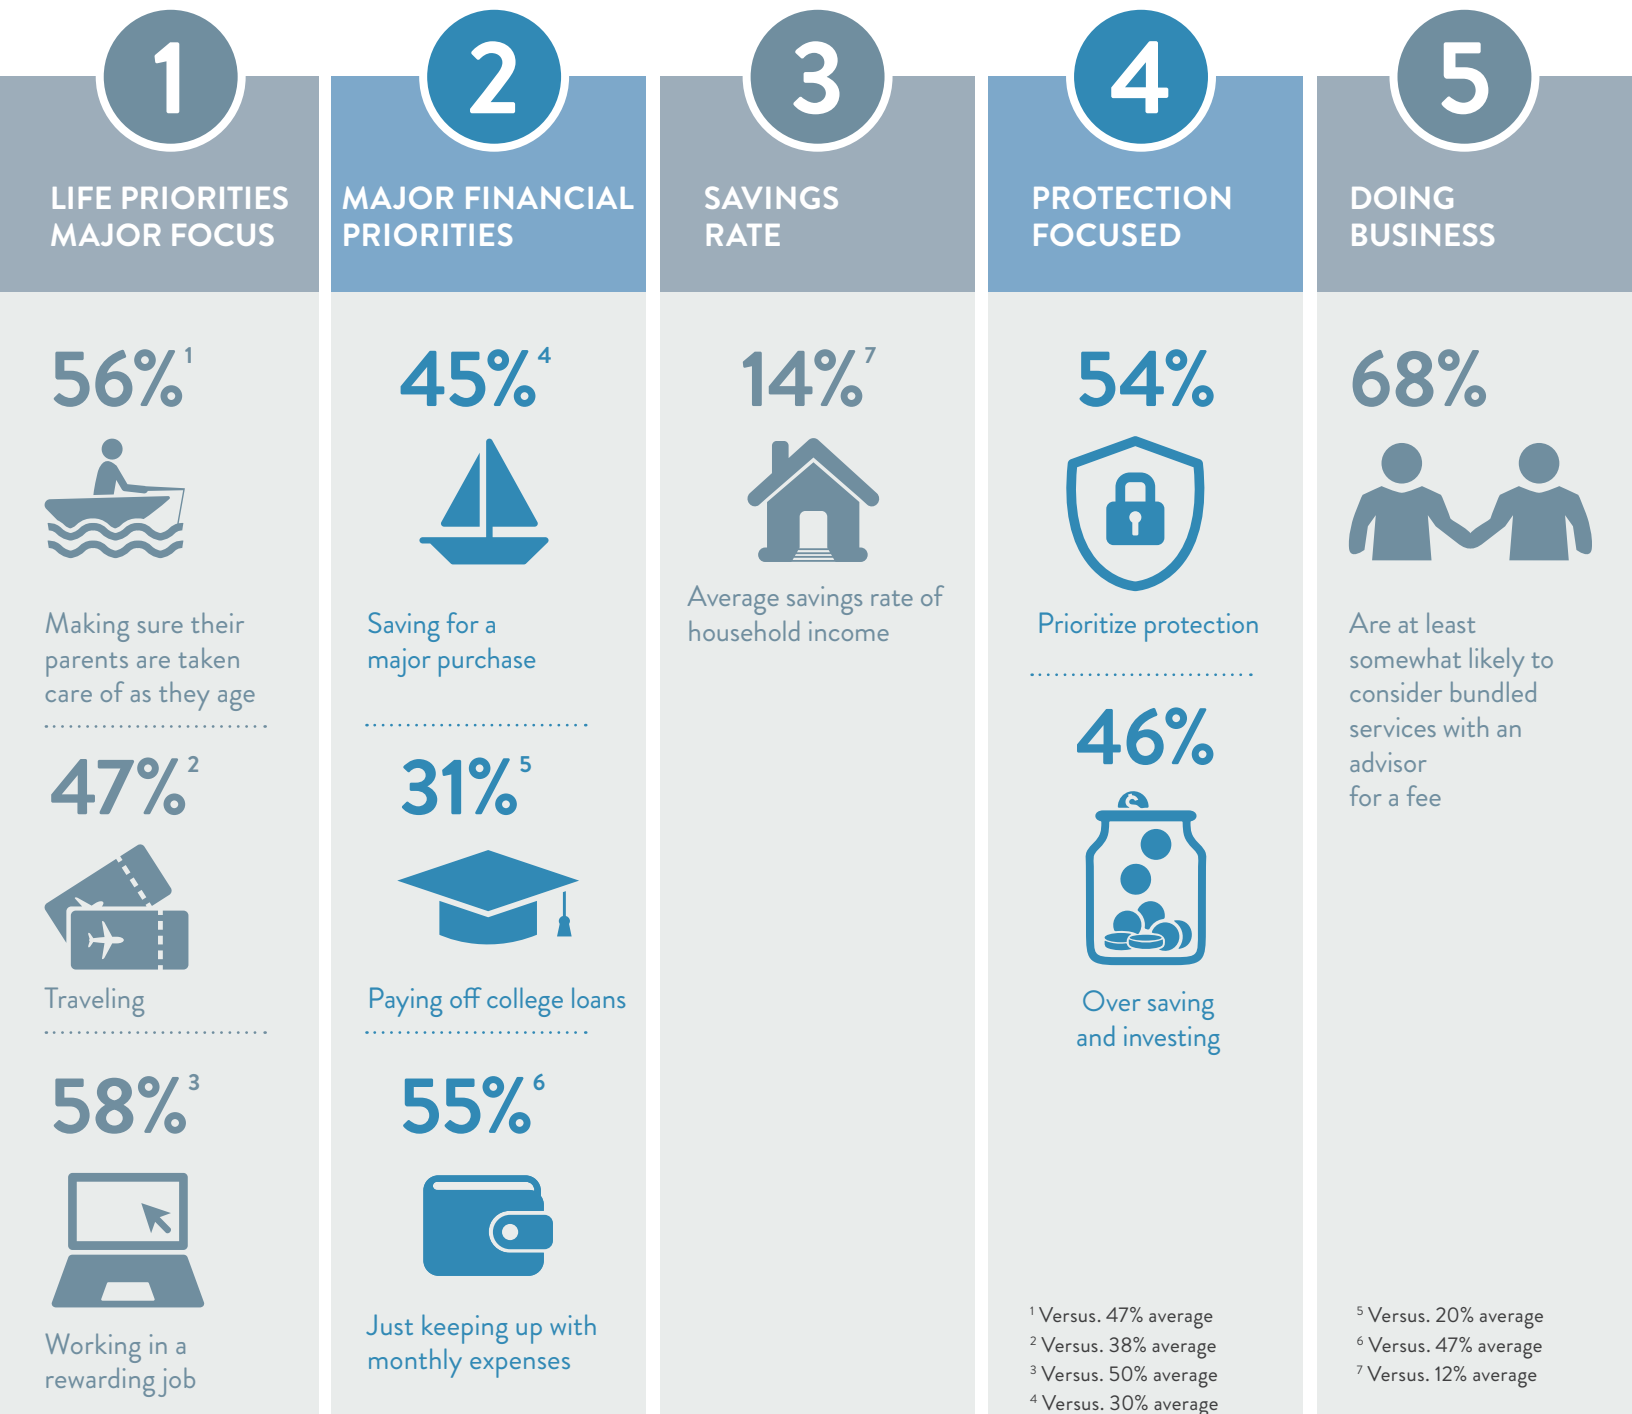 1
LIFE PRIORITIES
MAJOR FOCUS
56%¹
Making sure their
parents are taken
care of as they age
47%²
Traveling
58%³
Working in a
rewarding job
2
MAJOR FINANCIAL
PRIORITIES
45%⁴
Saving for a
major purchase
31%⁵
Paying off college loans
55%⁶
Just keeping up with
monthly expenses
3
SAVINGS
RATE
14%⁷
Average savings rate of
household income
4
PROTECTION
FOCUSED
54%
Prioritize protection
46%
Over saving
and investing
¹ Versus. 47% average
² Versus. 38% average
³ Versus. 50% average
⁴ Versus. 30% average
5
DOING
BUSINESS
68%
Are at least
somewhat likely to
consider bundled
services with an
advisor
for a fee
⁵ Versus. 20% average
⁶ Versus. 47% average
⁷ Versus. 12% average